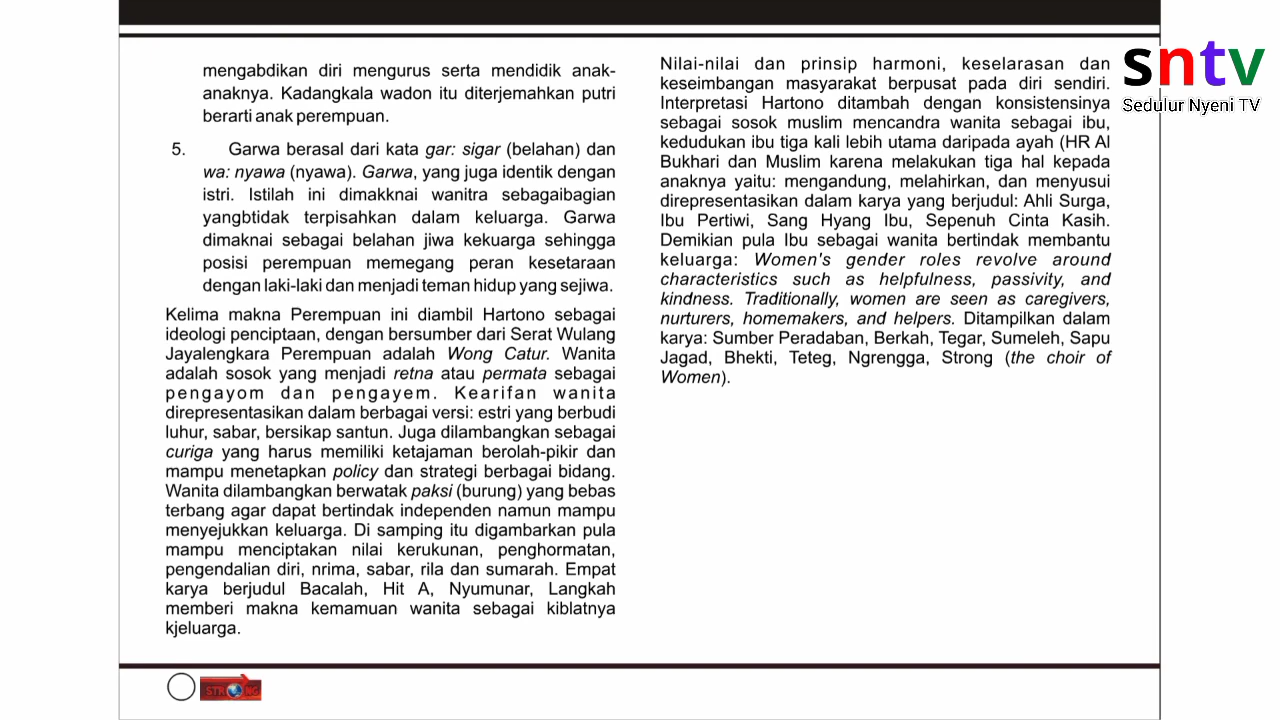 mengabdikan diri mengurus serta mendidik anak-
anaknya. Kadangkala wadon itu diterjemahkan putri
berarti anak perempuan.
5. Garwa berasal dari kata gar: sigar (belahan) dan
wa: nyawa (nyawa). Garwa, yang juga identik dengan
istri. Istilah ini dimakknai wanitra sebagaibagian
yangbtidak terpisahkan dalam keluarga. Garwa
dimaknai sebagai belahan jiwa kekuarga sehingga
posisi perempuan memegang peran kesetaraan
dengan laki-laki dan menjadi teman hidup yang sejiwa.
Kelima makna Perempuan ini diambil Hartono sebagai
ideologi penciptaan, dengan bersumber dari Serat Wulang
Jayalengkara Perempuan adalah Wong Catur. Wanita
adalah sosok yang menjadi retna atau permata sebagai
pengayom dan pengayem. Kearifan wanita
direpresentasikan dalam berbagai versi: estri yang berbudi
luhur, sabar, bersikap santun. Juga dilambangkan sebagai
curiga yang harus memiliki ketajaman berolah-pikir dan
mampu menetapkan policy dan strategi berbagai bidang.
Wanita dilambangkan berwatak paksi (burung) yang bebas
terbang agar dapat bertindak independen namun mampu
menyejukkan keluarga. Di samping itu digambarkan pula
mampu menciptakan nilai kerukunan, penghormatan,
pengendalian diri, nrima, sabar, rila dan sumarah. Empat
karya berjudul Bacalah, Hit A, Nyumunar, Langkah
memberi makna kemamuan wanita sebagai kiblatnya
kjeluarga.
Nilai-nilai dan prinsip harmoni, keselarasan dan
keseimbangan masyarakat berpusat pada diri sendiri.
Interpretasi Hartono ditambah dengan konsistensinya
sebagai sosok muslim mencandra wanita sebagai ibu,
kedudukan ibu tiga kali lebih utama daripada ayah (HR Al
Bukhari dan Muslim karena melakukan tiga hal kepada
anaknya yaitu: mengandung, melahirkan, dan menyusui
direpresentasikan dalam karya yang berjudul: Ahli Surga,
Ibu Pertiwi, Sang Hyang Ibu, Sepenuh Cinta Kasih.
Demikian pula Ibu sebagai wanita bertindak membantu
keluarga: Women's gender roles revolve around
characteristics such as helpfulness, passivity, and
kindness. Traditionally, women are seen as caregivers,
nurturers, homemakers, and helpers. Ditampilkan dalam
karya: Sumber Peradaban, Berkah, Tegar, Sumeleh, Sapu
Jagad, Bhekti, Teteg, Ngrengga, Strong (the choir of
Women).
sntv
Sedulur Nyeni TV
STRONG